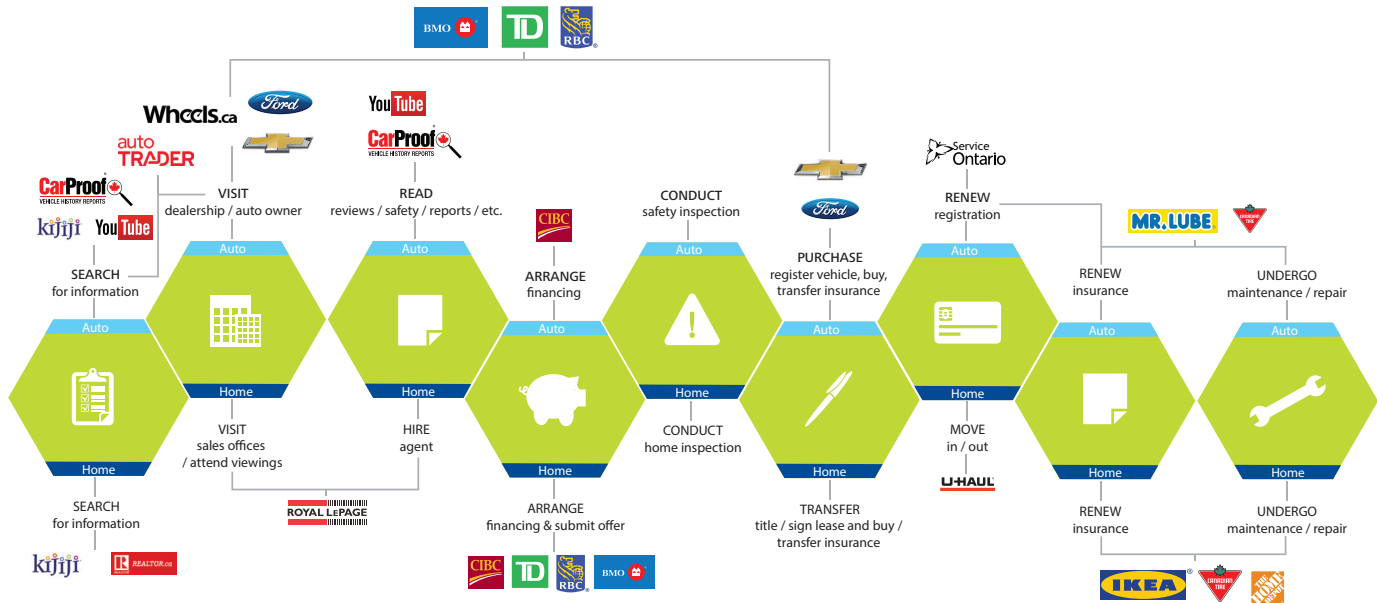 BMO
TD
RBC
®
Wheels.ca
Ford
auto
TRADER
YouTube
CarProof
VEHICLE HISTORY REPORTS
CarProof
VEHICLE HISTORY REPORTS
kijiji
YouTube
SEARCH
for information
VISIT
dealership / auto owner
READ
reviews / safety / reports / etc.
CIBC
ARRANGE
financing
CONDUCT
safety inspection
Ford
PURCHASE
register vehicle, buy,
transfer insurance
Service
Ontario
RENEW
registration
MR. LUBE
CANADIAN
TIRE
RENEW
insurance
UNDERGO
maintenance / repair
Auto
Auto
Auto
Auto
Auto
Auto
Auto
Auto
Auto
Home
Home
Home
Home
Home
Home
Home
Home
Home
SEARCH
for information
kijiji
REALTOR.ca
VISIT
sales offices
/ attend viewings
HIRE
agent
ROYAL LEPAGE
ARRANGE
financing & submit offer
CIBC
TD
RBC
®
BMO
CONDUCT
home inspection
TRANSFER
title / sign lease and buy /
transfer insurance
MOVE
in / out
U-HAUL
RENEW
insurance
UNDERGO
maintenance / repair
IKEA
®
CANADIAN
TIRE
THE
HOME
DEPOT